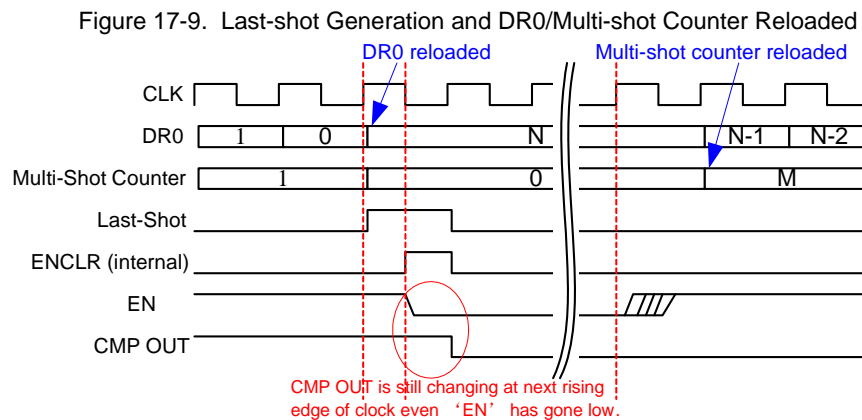 Figure 17-9. Last-shot Generation and DR0/Multi-shot Counter Reloaded
DR0 reloaded
Multi-shot counter reloaded
CLK
DR0
1
0
N
N-1
N-2
Multi-Shot Counter
1
0
M
Last-Shot
ENCLR (internal)
EN
CMP OUT
CMP OUT is still changing at next rising
edge of clock even ‘EN’ has gone low.